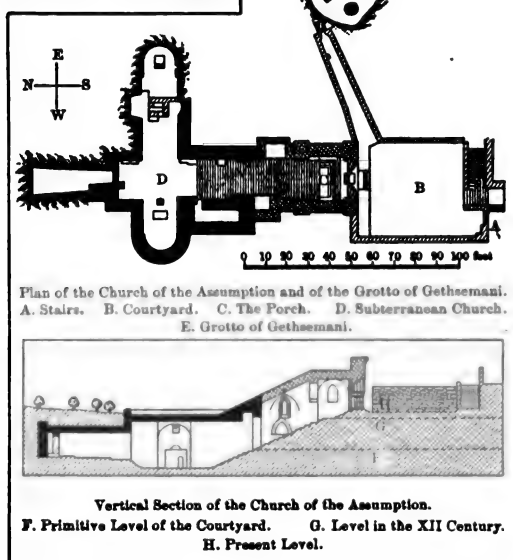 E
N S
W
D
B
A
0 10 20 30 40 50 60 70 80 90 100 feet
Plan of the Church of the Assumption and of the Grotto of Gethsemani.
A. Stairs. B. Courtyard. C. The Porch. D. Subterranean Church.
E. Grotto of Gethsemani.
H
G
F
Vertical Section of the Church of the Assumption.
F. Primitive Level of the Courtyard. G. Level in the XII Century.
H. Present Level.